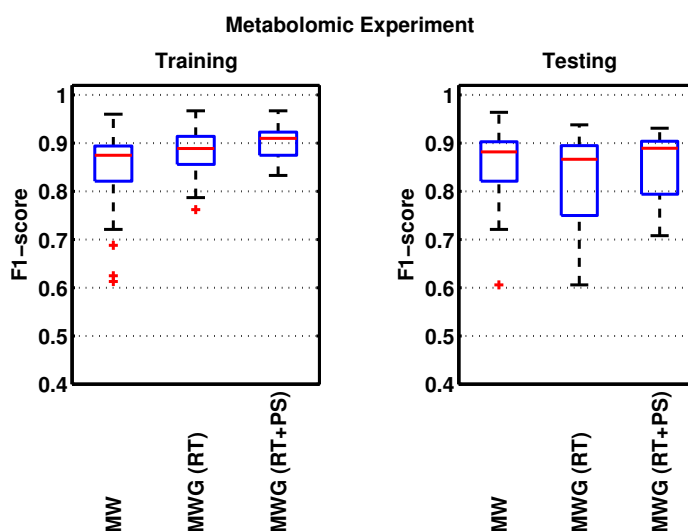 Metabolomic Experiment
Training
1
0.9
0.8
0.7
0.6
0.5
0.4
F1-score
MW
MWG (RT)
MWG (RT+PS)
Testing
1
0.9
0.8
0.7
0.6
0.5
0.4
F1-score
MW
MWG (RT)
MWG (RT+PS)